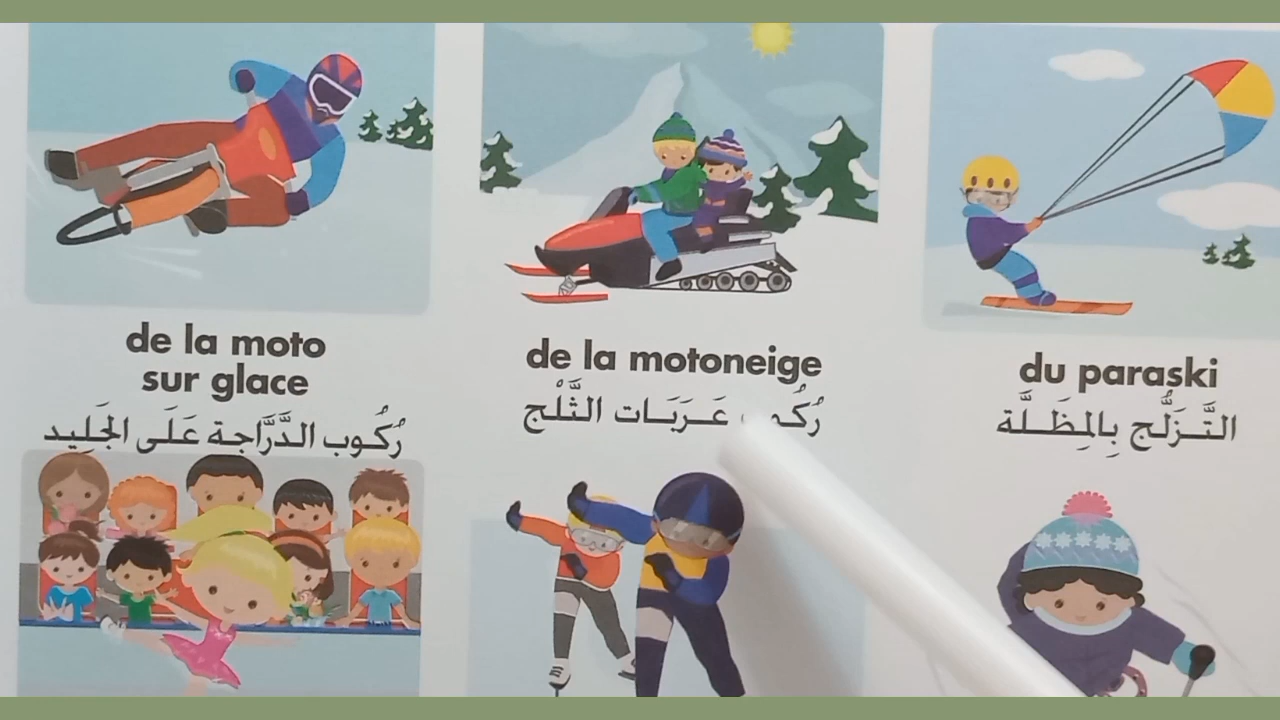 de la moto
sur glace
رُكُوب الدَّرَّاجة عَلَى الجَلِيد
de la motoneige
عَرَبَات الثَّلْج
du paraski
التَّزَلُّج بِالمِظَلَّة